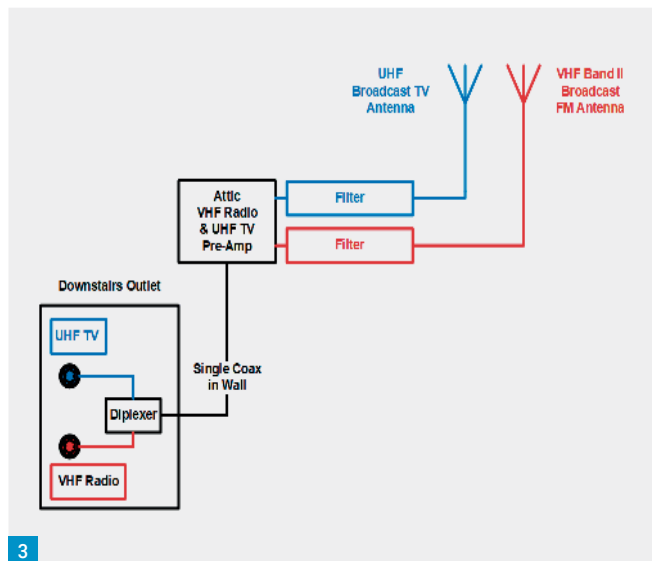 UHF
Broadcast TV
Antenna
VHF Band II
Broadcast
FM Antenna
Attic
VHF Radio
& UHF TV
Pre-Amp
Filter
Filter
Downstairs Outlet
UHF TV
Single Coax
in Wall
Diplexer
VHF Radio
3